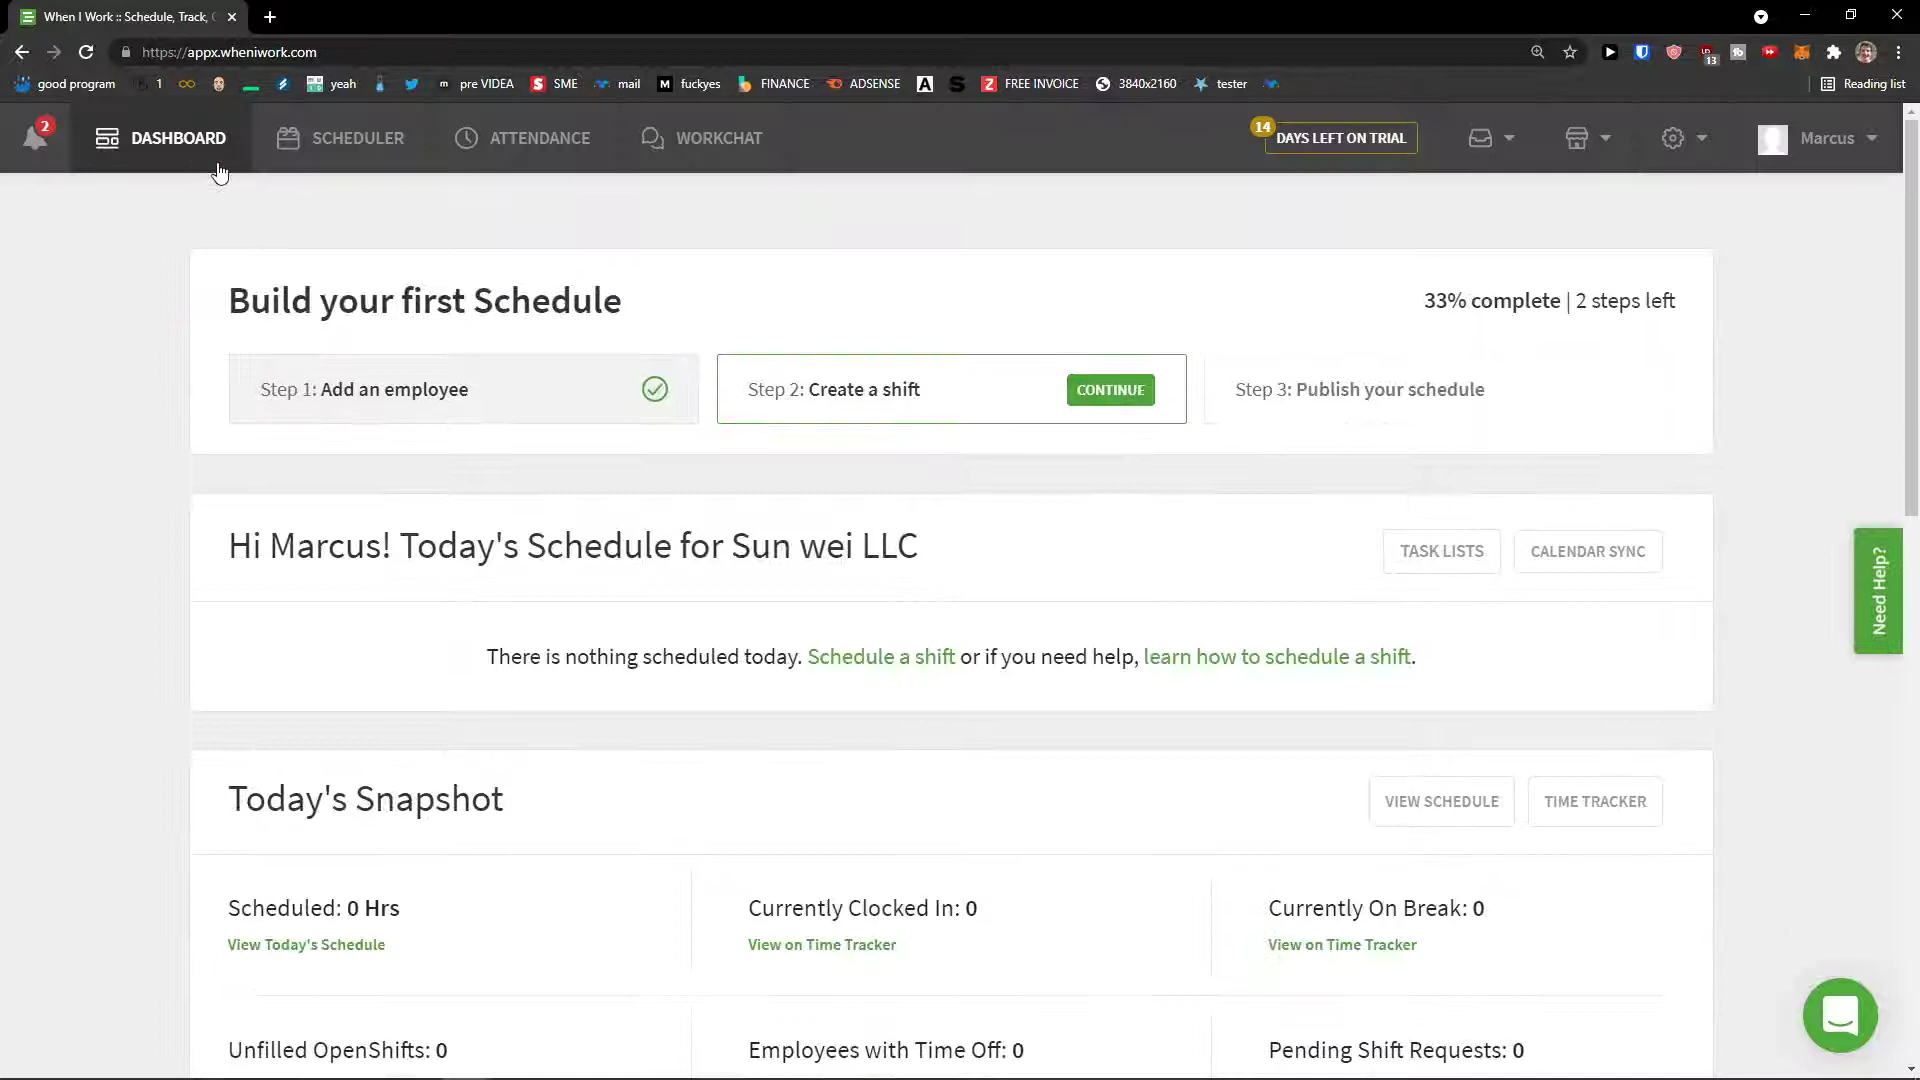 When I Work :: Schedule, Track,
https://appx.wheniwork.com
13
good program
1
yeah
pre VIDEA
SME
mail
fuckyes
FINANCE
ADSENSE
FREE INVOICE
3840x2160
tester
Reading list
2
DASHBOARD
SCHEDULER
ATTENDANCE
WORKCHAT
14
DAYS LEFT ON TRIAL
Marcus
Build your first Schedule
33% complete | 2 steps left
Step 1: Add an employee
Step 2: Create a shift
CONTINUE
Step 3: Publish your schedule
Hi Marcus! Today's Schedule for Sun wei LLC
TASK LISTS
CALENDAR SYNC
There is nothing scheduled today. Schedule a shift or if you need help, learn how to schedule a shift.
Need Help?
Today's Snapshot
VIEW SCHEDULE
TIME TRACKER
Scheduled: 0 Hrs
View Today's Schedule
Currently Clocked In: 0
View on Time Tracker
Currently On Break: 0
View on Time Tracker
Unfilled OpenShifts: 0
Employees with Time Off: 0
Pending Shift Requests: 0